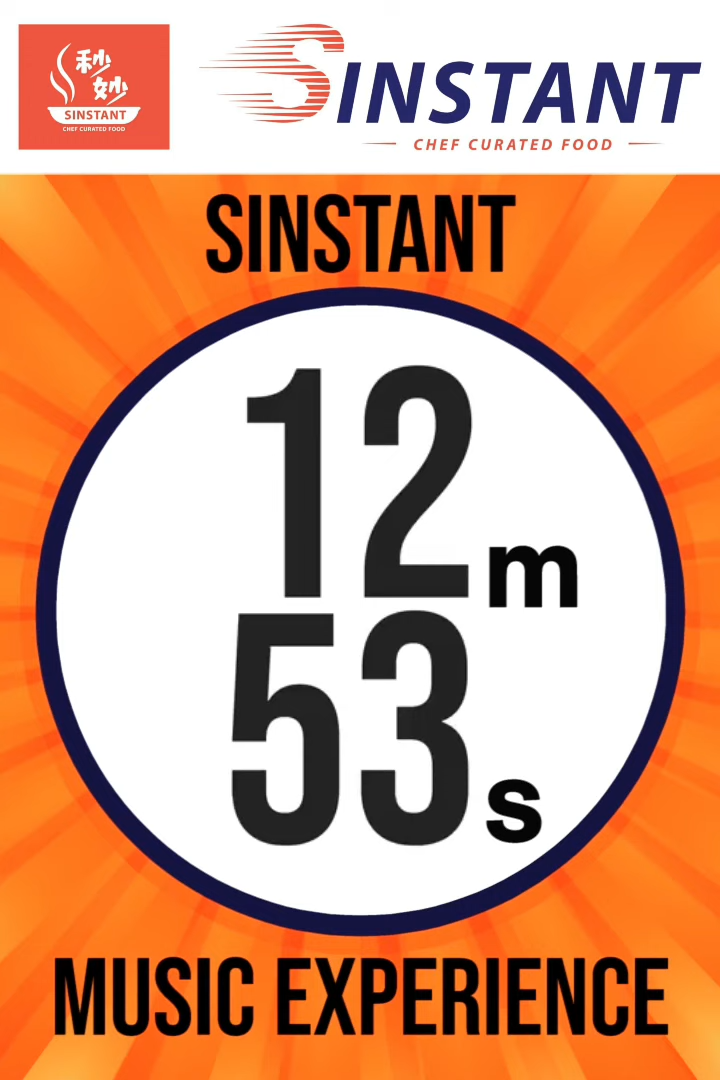 秒
妙
SINSTANT
CHEF CURATED FOOD
SINSTANT
CHEF CURATED FOOD
SINSTANT
12m
53s
MUSIC EXPERIENCE